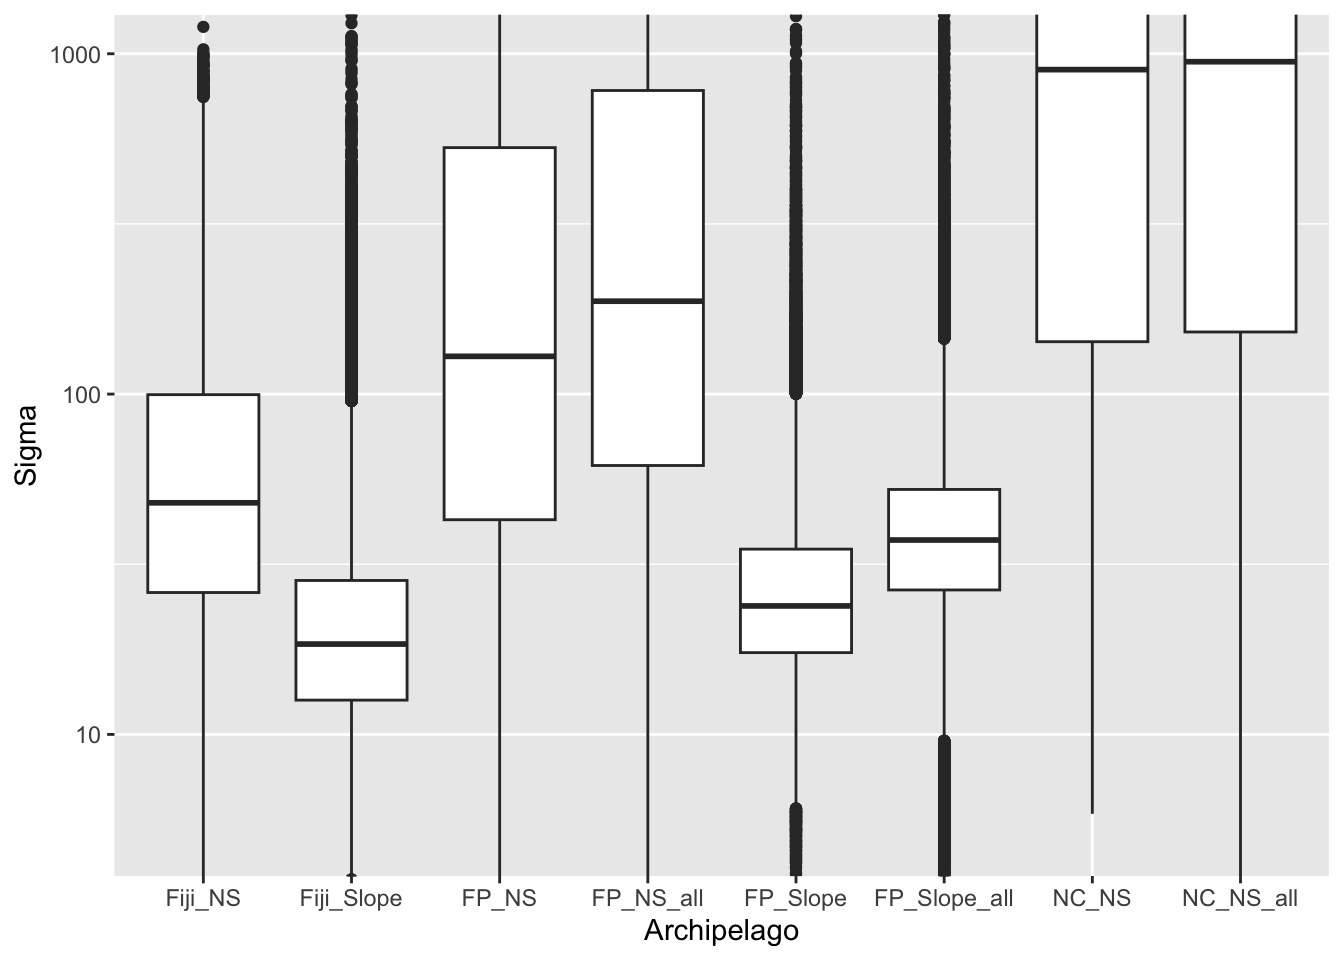 1000
100
10
Sigma
Fiji_NS Fiji_Slope FP_NS FP_NS_all FP_Slope FP_Slope_all NC_NS NC_NS_all
Archipelago